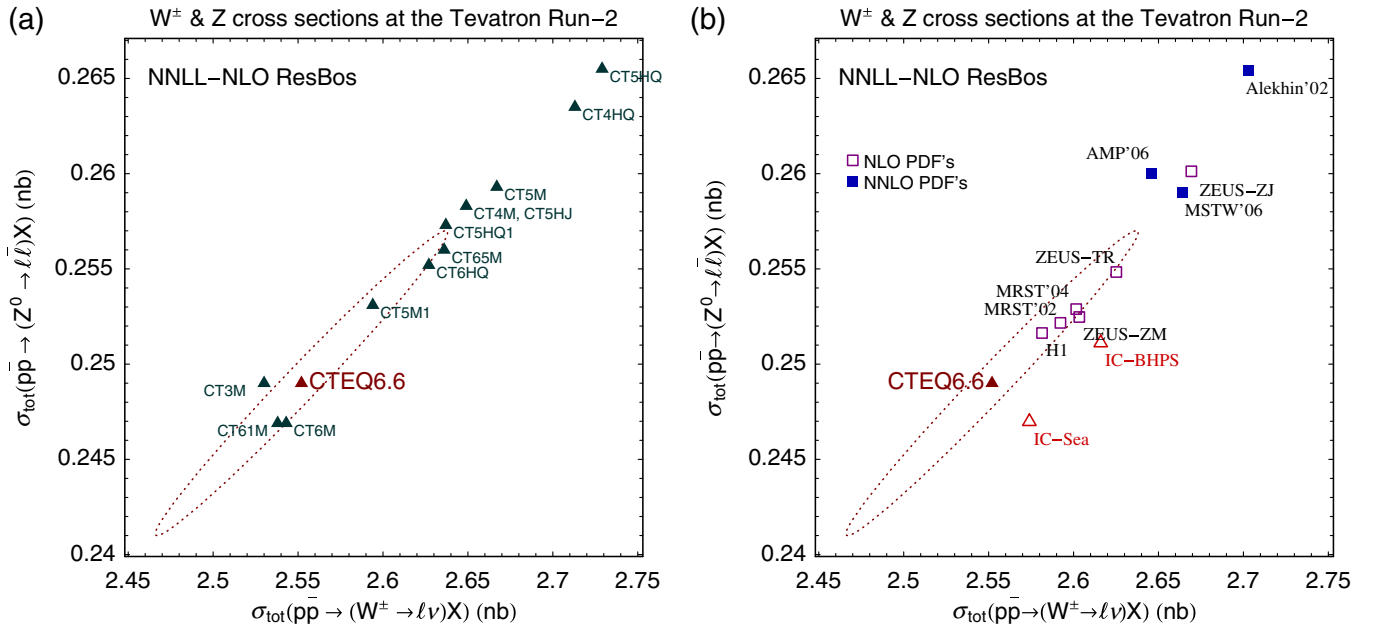 (a)
W± & Z cross sections at the Tevatron Run−2
NNLL−NLO ResBos
CT5HQ
CT4HQ
CT5M
CT4M, CT5HJ
CT5HQ1
CT65M
CT6HQ
CT5M1
CT3M
CTEQ6.6
CT61M
CT6M
0.265
0.26
0.255
0.25
0.245
0.24
2.45
2.5
2.55
2.6
2.65
2.7
2.75
σtot(pp̄→(Z⁰→ℓℓ̄)X) (nb)
σtot(pp̄→(W±→ℓν)X) (nb)
(b)
W± & Z cross sections at the Tevatron Run−2
NNLL−NLO ResBos
Alekhin'02
NLO PDF's
NNLO PDF's
AMP'06
ZEUS−ZJ
MSTW'06
ZEUS−TR
MRST'04
MRST'02
ZEUS−ZM
H1
IC−BHPS
CTEQ6.6
IC−Sea
0.265
0.26
0.255
0.25
0.245
0.24
2.45
2.5
2.55
2.6
2.65
2.7
2.75
σtot(pp̄→(Z⁰→ℓℓ̄)X) (nb)
σtot(pp̄→(W±→ℓν)X) (nb)